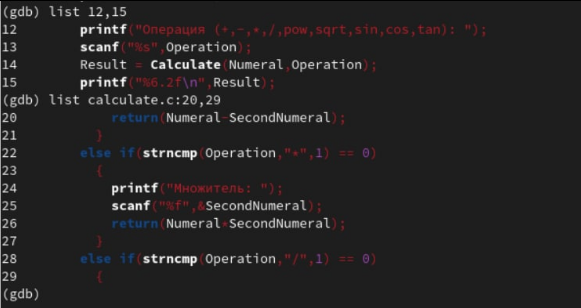 (gdb) list 12,15
12        printf("Операция (+,-,*,/,pow,sqrt,sin,cos,tan): ");
13        scanf("%s",Operation);
14        Result = Calculate(Numeral,Operation);
15        printf("%6.2f\n",Result);
(gdb) list calculate.c:20,29
20            return(Numeral-SecondNumeral);
21          }
22        else if(strncmp(Operation,"*",1) == 0)
23          {
24            printf("Множитель: ");
25            scanf("%f",&SecondNumeral);
26            return(Numeral*SecondNumeral);
27          }
28        else if(strncmp(Operation,"/",1) == 0)
29          {
(gdb)